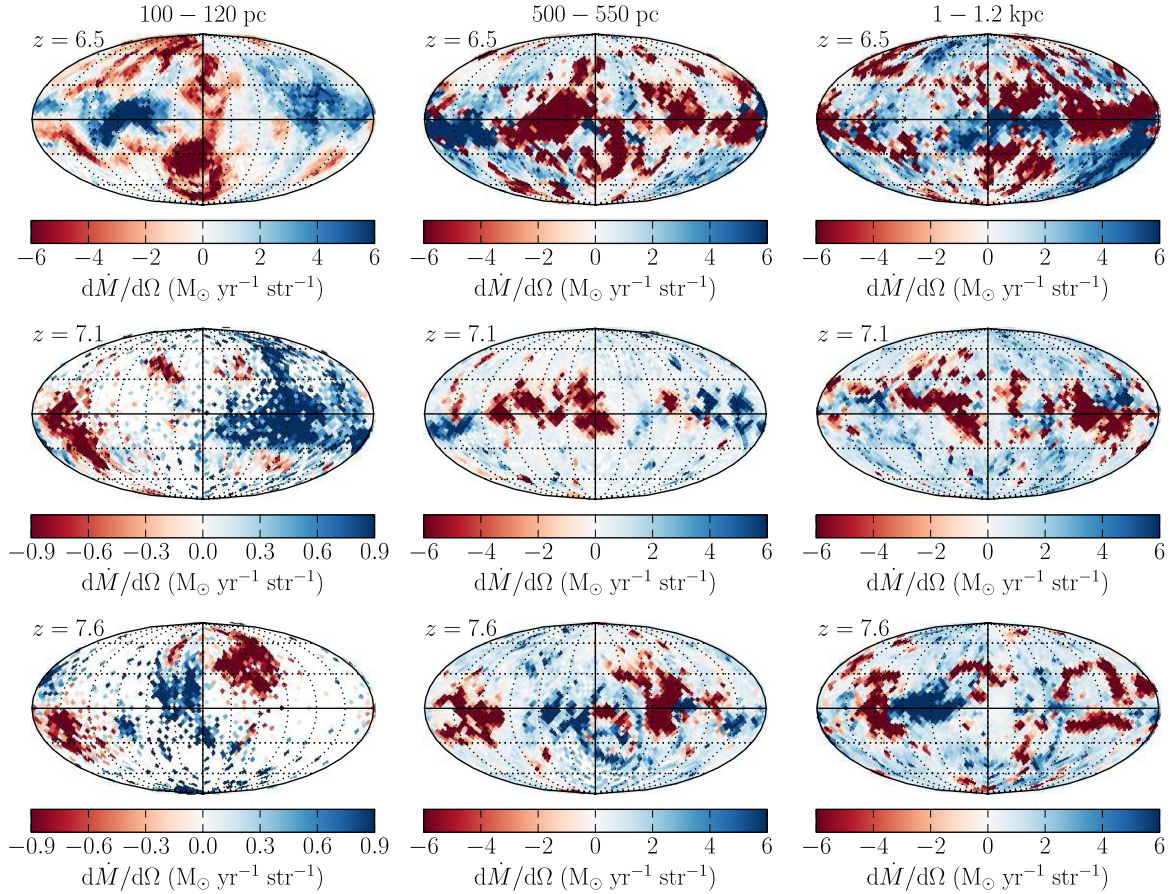 100 − 120 pc 500 − 550 pc 1 − 1.2 kpc
z = 6.5 z = 6.5 z = 6.5
−6 −4 −2 0 2 4 6 −6 −4 −2 0 2 4 6 −6 −4 −2 0 2 4 6
dṀ/dΩ (M⊙ yr⁻¹ str⁻¹) dṀ/dΩ (M⊙ yr⁻¹ str⁻¹) dṀ/dΩ (M⊙ yr⁻¹ str⁻¹)
z = 7.1 z = 7.1 z = 7.1
−0.9 −0.6 −0.3 0.0 0.3 0.6 0.9 −6 −4 −2 0 2 4 6 −6 −4 −2 0 2 4 6
dṀ/dΩ (M⊙ yr⁻¹ str⁻¹) dṀ/dΩ (M⊙ yr⁻¹ str⁻¹) dṀ/dΩ (M⊙ yr⁻¹ str⁻¹)
z = 7.6 z = 7.6 z = 7.6
−0.9 −0.6 −0.3 0.0 0.3 0.6 0.9 −6 −4 −2 0 2 4 6 −6 −4 −2 0 2 4 6
dṀ/dΩ (M⊙ yr⁻¹ str⁻¹) dṀ/dΩ (M⊙ yr⁻¹ str⁻¹) dṀ/dΩ (M⊙ yr⁻¹ str⁻¹)